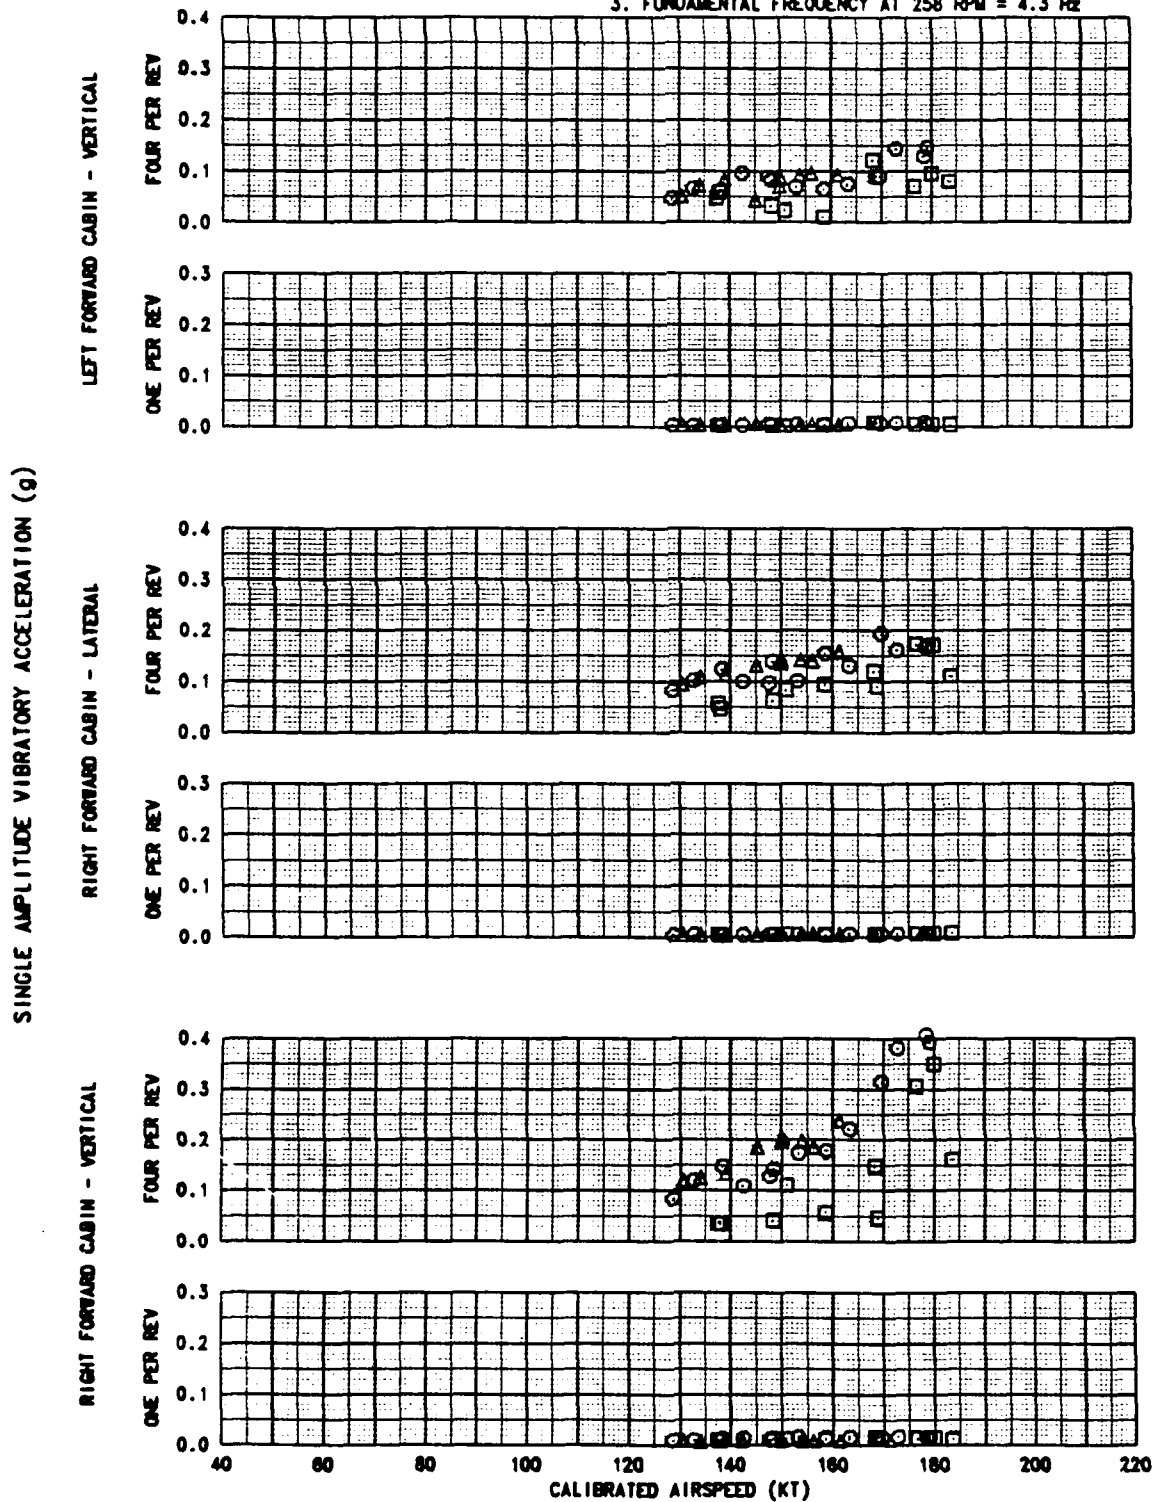 3. FUNDAMENTAL FREQUENCY AT 258 RPM = 4.3 Hz
SINGLE AMPLITUDE VIBRATORY ACCELERATION (g)
LEFT FORWARD CABIN - VERTICAL
FOUR PER REV
0.4
0.3
0.2
0.1
0.0
ONE PER REV
0.3
0.2
0.1
0.0
RIGHT FORWARD CABIN - LATERAL
FOUR PER REV
0.4
0.3
0.2
0.1
0.0
ONE PER REV
0.3
0.2
0.1
0.0
RIGHT FORWARD CABIN - VERTICAL
FOUR PER REV
0.4
0.3
0.2
0.1
0.0
ONE PER REV
0.3
0.2
0.1
0.0
40 60 80 100 120 140 160 180 200 220
CALIBRATED AIRSPEED (KT)